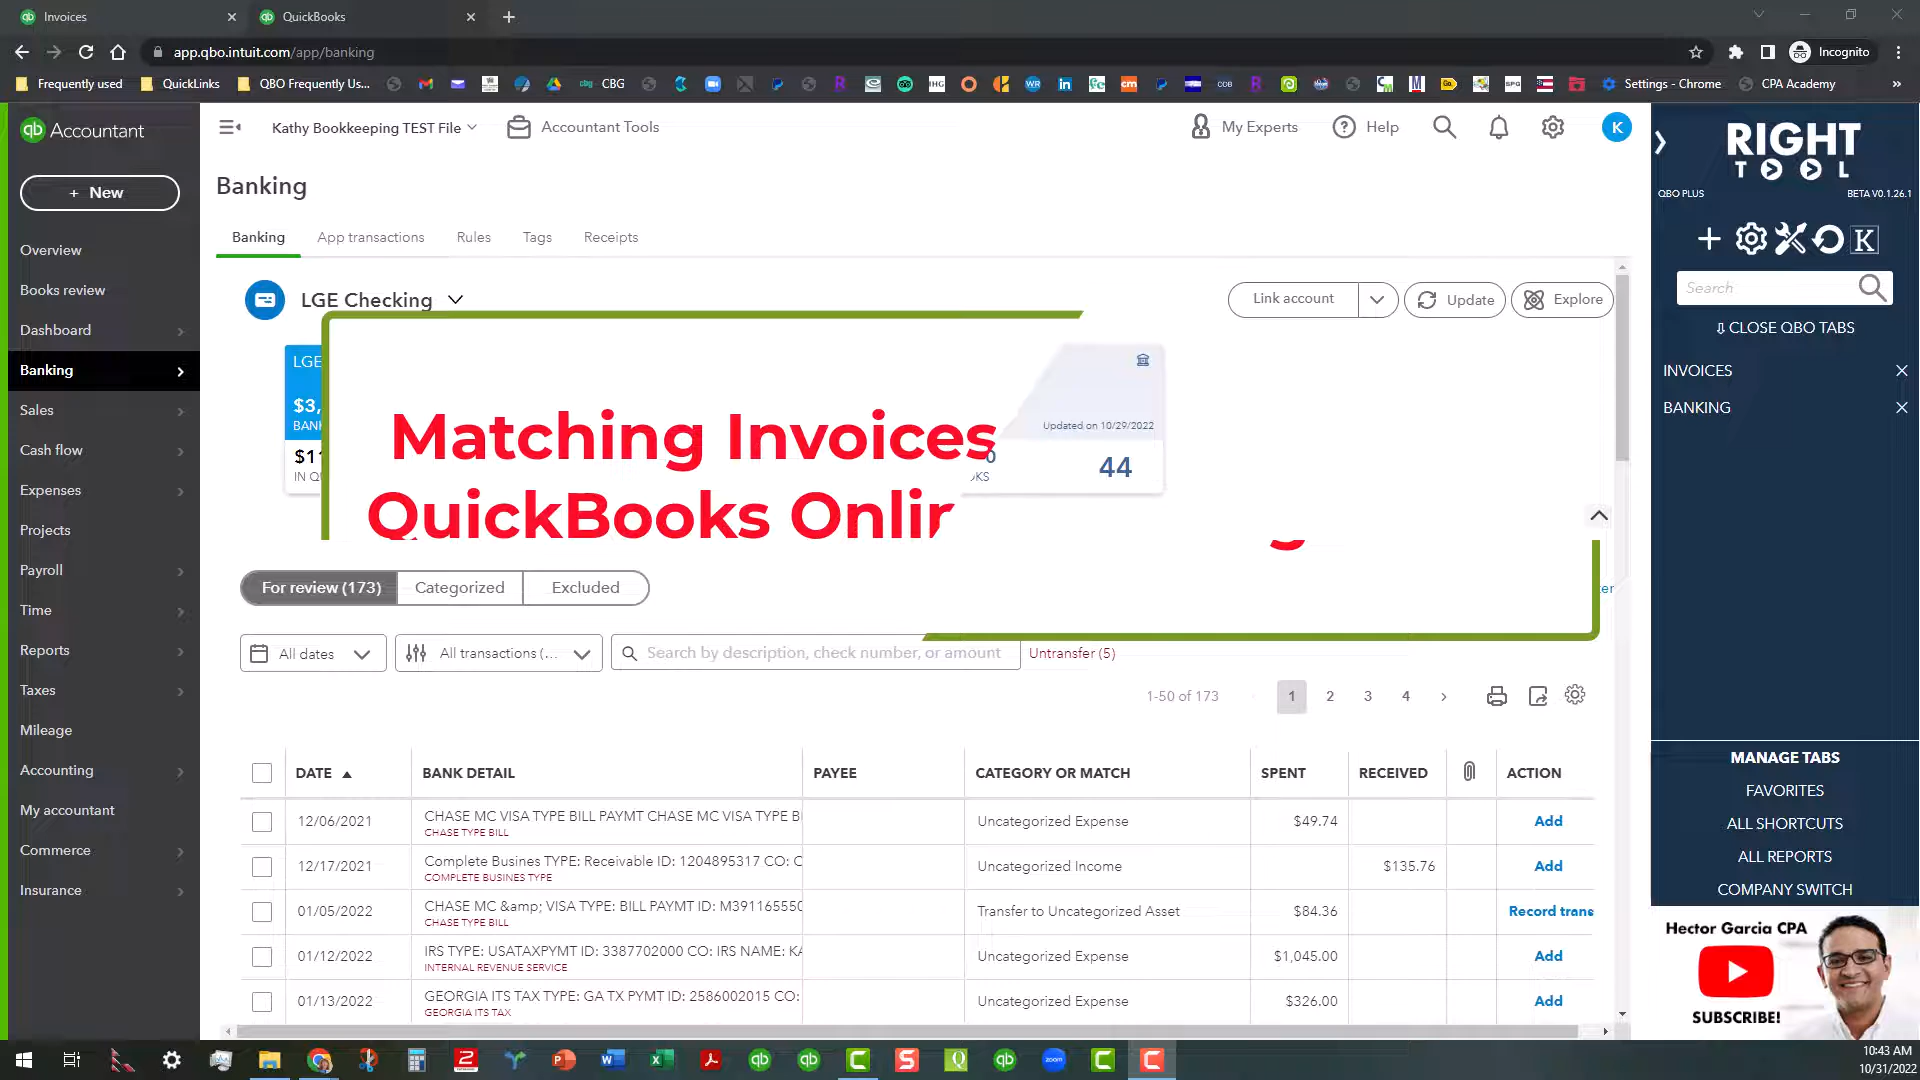 Invoices
QuickBooks
app.qbo.intuit.com/app/banking
Incognito
Frequently used
QuickLinks
QBO Frequently Us...
CBG
Settings - Chrome
CPA Academy
»
qb Accountant
+ New
Overview
Books review
Dashboard
Banking
Sales
Cash flow
Expenses
Projects
Payroll
Time
Reports
Taxes
Mileage
Accounting
My accountant
Commerce
Insurance
Kathy Bookkeeping TEST File
Accountant Tools
My Experts
Help
K
Banking
Banking
App transactions
Rules
Tags
Receipts
LGE Checking
Link account
Update
Explore
LGE
$3,
BANK
$11
IN QU
Updated on 10/29/2022
44
Matching Invoices
QuickBooks Onlin
For review (173)
Categorized
Excluded
All dates
All transactions (...
Search by description, check number, or amount
Untransfer (5)
1-50 of 173
1
2
3
4
DATE
BANK DETAIL
PAYEE
CATEGORY OR MATCH
SPENT
RECEIVED
ACTION
12/06/2021
CHASE MC VISA TYPE BILL PAYMT CHASE MC VISA TYPE B
CHASE TYPE BILL
Uncategorized Expense
$49.74
Add
12/17/2021
Complete Busines TYPE: Receivable ID: 1204895317 CO: C
COMPLETE BUSINES TYPE
Uncategorized Income
$135.76
Add
01/05/2022
CHASE MC &amp; VISA TYPE: BILL PAYMT ID: M391165550
CHASE TYPE BILL
Transfer to Uncategorized Asset
$84.36
Record trans
01/12/2022
IRS TYPE: USATAXPYMT ID: 3387702000 CO: IRS NAME: KA
INTERNAL REVENUE SERVICE
Uncategorized Expense
$1,045.00
Add
01/13/2022
GEORGIA ITS TAX TYPE: GA TX PYMT ID: 2586002015 CO:
GEORGIA ITS TAX
Uncategorized Expense
$326.00
Add
RIGHT
TOOL
QBO PLUS
BETA V0.1.26.1
K
Search
⇩ CLOSE QBO TABS
INVOICES
BANKING
MANAGE TABS
FAVORITES
ALL SHORTCUTS
ALL REPORTS
COMPANY SWITCH
Hector Garcia CPA
SUBSCRIBE!
10:43 AM
10/31/2022